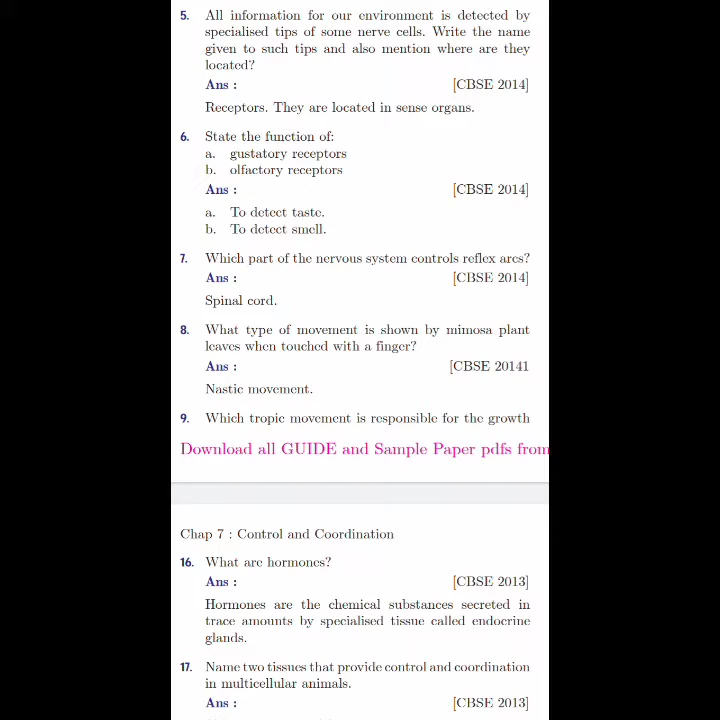 5. All information for our environment is detected by
specialised tips of some nerve cells. Write the name
given to such tips and also mention where are they
located?
Ans : [CBSE 2014]
Receptors. They are located in sense organs.
6. State the function of:
a. gustatory receptors
b. olfactory receptors
Ans : [CBSE 2014]
a. To detect taste.
b. To detect smell.
7. Which part of the nervous system controls reflex arcs?
Ans : [CBSE 2014]
Spinal cord.
8. What type of movement is shown by mimosa plant
leaves when touched with a finger?
Ans : [CBSE 20141
Nastic movement.
9. Which tropic movement is responsible for the growth
Download all GUIDE and Sample Paper pdfs from
Chap 7 : Control and Coordination
16. What are hormones?
Ans : [CBSE 2013]
Hormones are the chemical substances secreted in
trace amounts by specialised tissue called endocrine
glands.
17. Name two tissues that provide control and coordination
in multicellular animals.
Ans : [CBSE 2013]